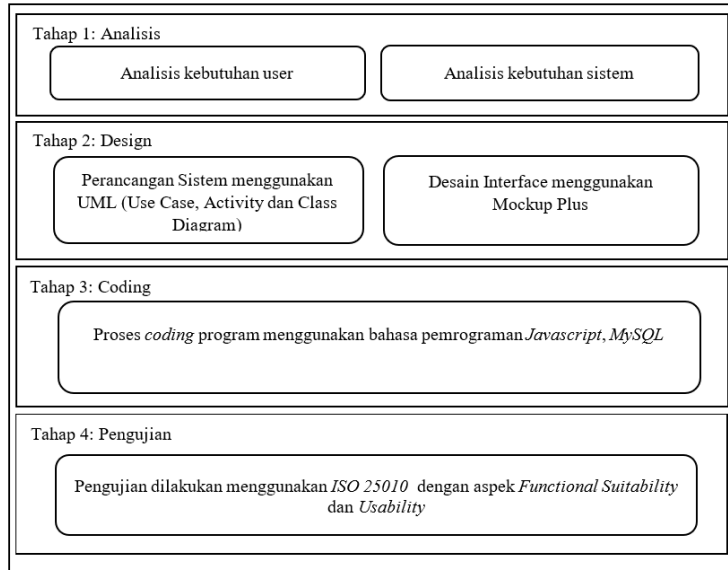 Tahap 1: Analisis
Analisis kebutuhan user
Analisis kebutuhan sistem
Tahap 2: Design
Perancangan Sistem menggunakan
UML (Use Case, Activity dan Class
Diagram)
Desain Interface menggunakan
Mockup Plus
Tahap 3: Coding
Proses coding program menggunakan bahasa pemrograman Javascript, MySQL
Tahap 4: Pengujian
Pengujian dilakukan menggunakan ISO 25010 dengan aspek Functional Suitability
dan Usability